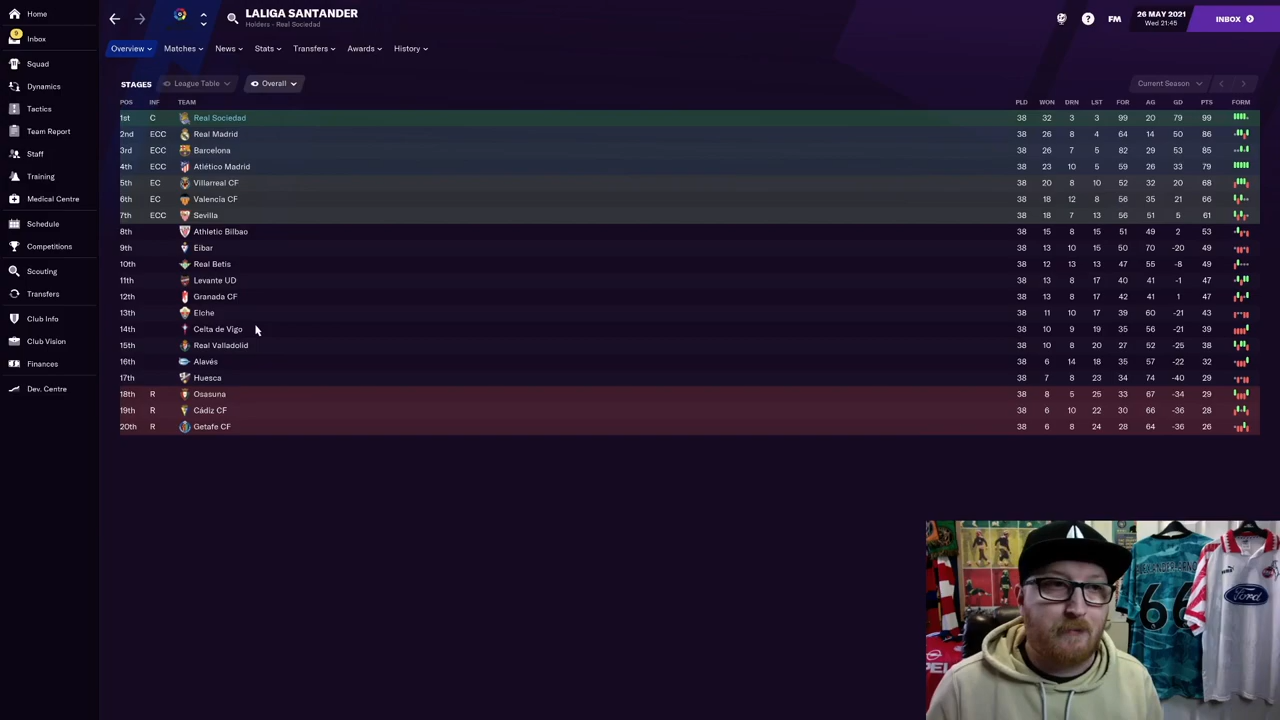 Home
Inbox
9
Squad
Dynamics
Tactics
Team Report
Staff
Training
Medical Centre
Schedule
Competitions
Scouting
Transfers
Club Info
Club Vision
Finances
Dev. Centre
LALIGA SANTANDER
Holders - Real Sociedad
FM
26 MAY 2021
Wed 21:45
INBOX
Overview Matches News Stats Transfers Awards History
STAGES League Table Overall Current Season
POS INF TEAM PLD WON DRN LST FOR AG GD PTS FORM
1st C Real Sociedad 38 32 3 3 99 20 79 99
2nd ECC Real Madrid 38 26 8 4 64 14 50 86
3rd ECC Barcelona 38 26 7 5 82 29 53 85
4th ECC Atlético Madrid 38 23 10 5 59 26 33 79
5th EC Villarreal CF 38 20 8 10 52 32 20 68
6th EC Valencia CF 38 18 12 8 56 35 21 66
7th ECC Sevilla 38 18 7 13 56 51 5 61
8th Athletic Bilbao 38 15 8 15 51 49 2 53
9th Eibar 38 13 10 15 50 70 -20 49
10th Real Betis 38 12 13 13 47 55 -8 49
11th Levante UD 38 13 8 17 40 41 -1 47
12th Granada CF 38 13 8 17 42 41 1 47
13th Elche 38 11 10 17 39 60 -21 43
14th Celta de Vigo 38 10 9 19 35 56 -21 39
15th Real Valladolid 38 10 8 20 27 52 -25 38
16th Alavés 38 6 14 18 35 57 -22 32
17th Huesca 38 7 8 23 34 74 -40 29
18th R Osasuna 38 8 5 25 33 67 -34 29
19th R Cádiz CF 38 6 10 22 30 66 -36 28
20th R Getafe CF 38 6 8 24 28 64 -36 26
66
Ford